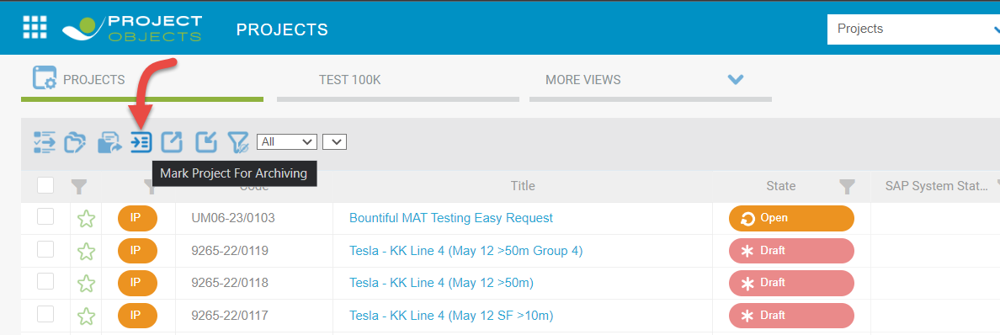 PROJECT
OBJECTS
PROJECTS
Projects
PROJECTS
TEST 100K
MORE VIEWS
All
Mark Project For Archiving
Title
State
SAP System Stat...
IP
UM06-23/0103
Bountiful MAT Testing Easy Request
Open
IP
9265-22/0119
Tesla - KK Line 4 (May 12 >50m Group 4)
Draft
IP
9265-22/0118
Tesla - KK Line 4 (May 12 >50m)
Draft
IP
9265-22/0117
Tesla - KK Line 4 (May 12 SF >10m)
Draft